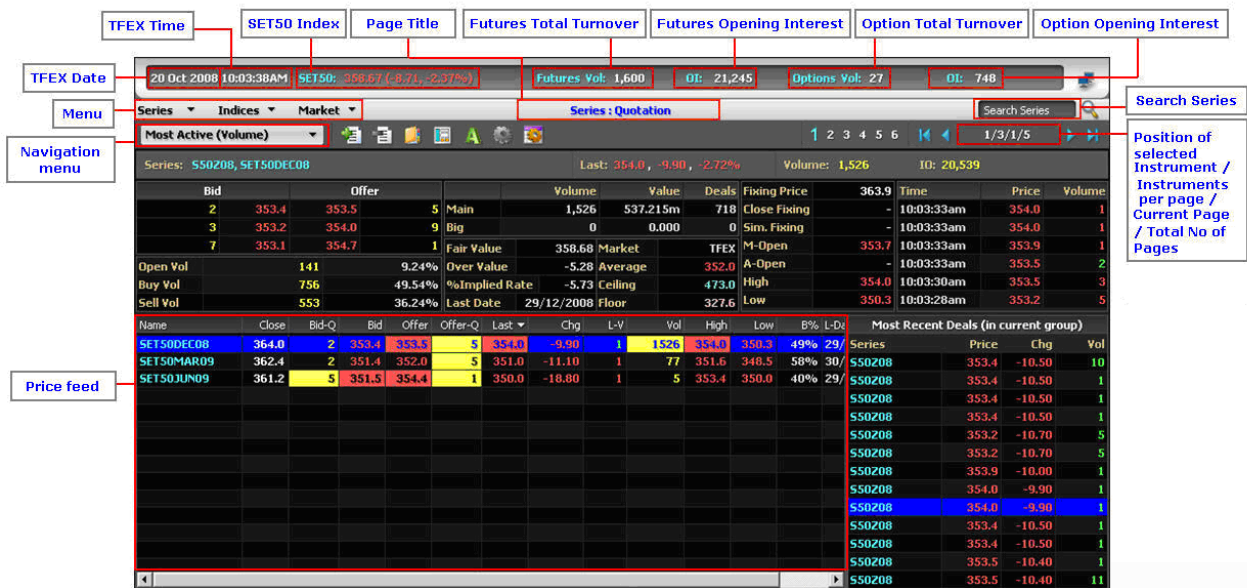 TFEX Time
SET50 Index
Page Title
Futures Total Turnover
Futures Opening Interest
Option Total Turnover
Option Opening Interest
TFEX Date
20 Oct 2008 10:03:38AM SET50: 358.67 (-8.71,-2.37%) Futures Vol: 1,600 OI: 21,245 Options Vol: 27 OI: 748
Menu
Series Indices Market Series : Quotation Search Series
Search Series
Navigation menu
Most Active (Volume) A 1 2 3 4 5 6 1/3/1/5
Position of selected Instrument / Instruments per page / Current Page / Total No of Pages
Series: S50Z08, SET50DEC08 Last: 354.0 , -9.90 , -2.72% Volume: 1,526 IO: 20,539
Bid Offer Volume Value Deals Fixing Price 363.9 Time Price Volume
2 353.4 353.5 5 Main 1,526 537.215m 718 Close Fixing - 10:03:33am 354.0 1
3 353.2 354.0 9 Big 0 0.000 0 Sim. Fixing - 10:03:33am 354.0 1
7 353.1 354.7 1 Fair Value 358.68 Market TFEX M-Open 353.7 10:03:33am 353.9 1
Open Vol 141 9.24% Over Value -5.28 Average 352.0 A-Open - 10:03:33am 353.5 2
Buy Vol 756 49.54% %Implied Rate -5.73 Ceiling 473.0 High 354.0 10:03:30am 353.5 3
Sell Vol 553 36.24% Last Date 29/12/2008 Floor 327.6 Low 350.3 10:03:28am 353.2 5
Name Close Bid-Q Bid Offer Offer-Q Last Chg L-V Vol High Low B% L-Da
SET50DEC08 364.0 2 353.4 353.5 5 354.0 -9.90 1 1526 354.0 350.3 49% 29/
SET50MAR09 362.4 2 351.4 352.0 5 351.0 -11.10 1 77 351.6 348.5 58% 30/
SET50JUN09 361.2 5 351.5 354.4 1 350.0 -18.80 1 5 353.4 350.0 40% 29/
Price feed
Most Recent Deals (in current group)
Series Price Chg Vol
S50Z08 353.4 -10.50 10
S50Z08 353.4 -10.50 1
S50Z08 353.4 -10.50 1
S50Z08 353.4 -10.50 1
S50Z08 353.2 -10.70 5
S50Z08 353.2 -10.70 5
S50Z08 353.9 -10.00 1
S50Z08 354.0 -9.90 1
S50Z08 354.0 -9.90 1
S50Z08 353.4 -10.50 1
S50Z08 353.4 -10.50 1
S50Z08 353.5 -10.40 1
S50Z08 353.5 -10.40 11